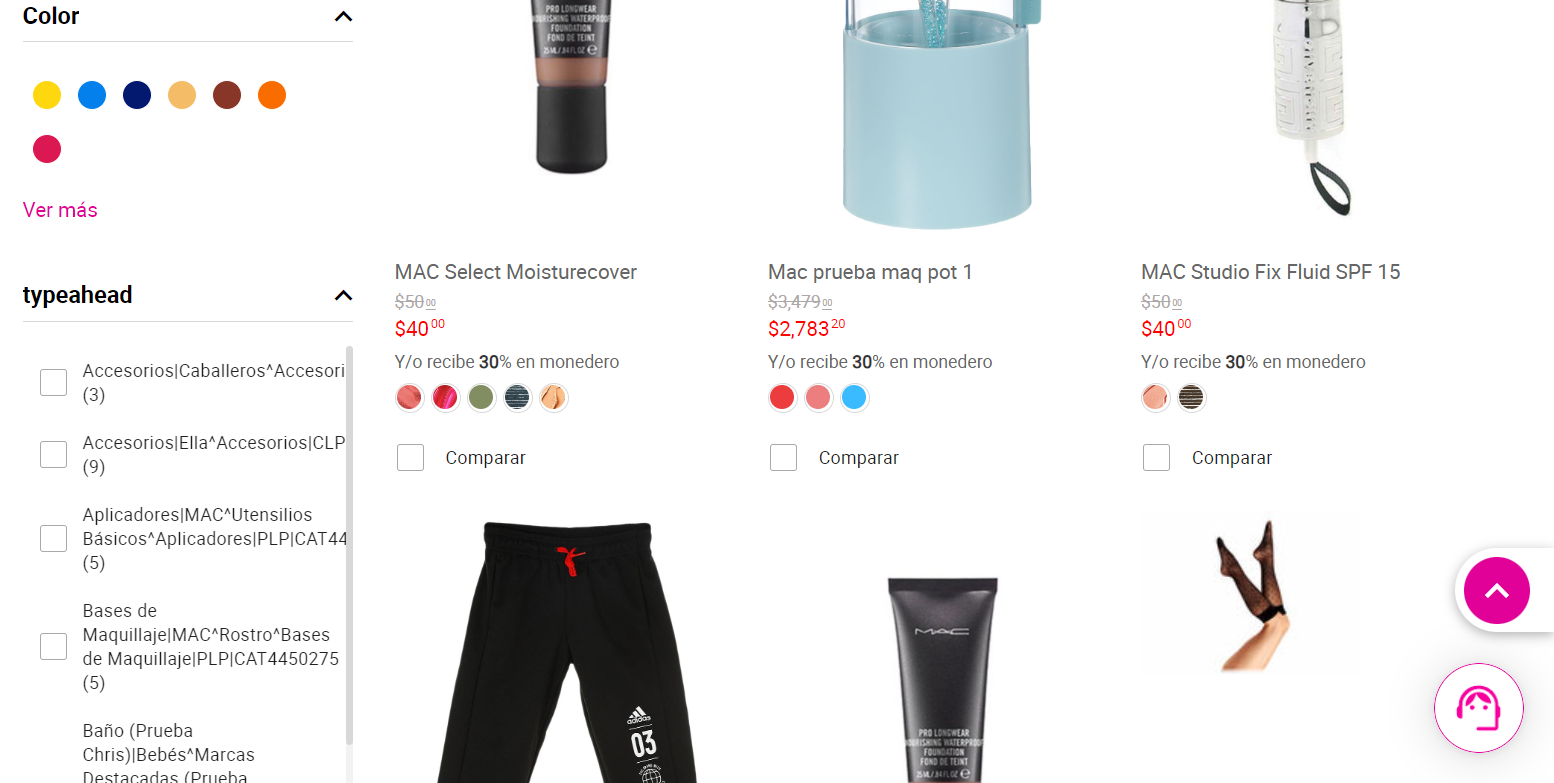 Color
Ver más
typeahead
Accesorios|Caballeros^Accesori
(3)
Accesorios|Ella^Accesorios|CLP
(9)
Aplicadores|MAC^Utensilios
Básicos^Aplicadores|PLP|CAT44
(5)
Bases de
Maquillaje|MAC^Rostro^Bases
de Maquillaje|PLP|CAT4450275
(5)
Baño (Prueba
Chris)|Bebés^Marcas
Destacadas (Prueba
PRO LONGWEAR
NOURISHING WATERPROOF
FOUNDATION
FOND DE TEINT
25 ML / .84 FL OZ
MAC Select Moisturecover
$50 00
$40 00
Y/o recibe 30% en monedero
Comparar
Mac prueba maq pot 1
$3,479 00
$2,783 20
Y/o recibe 30% en monedero
Comparar
MAC Studio Fix Fluid SPF 15
$50 00
$40 00
Y/o recibe 30% en monedero
Comparar
adidas
03
MAC
PRO LONGWEAR
NOURISHING WATERPROOF
FOUNDATION
FOND DE TEINT
25 ML / .84 FL OZ